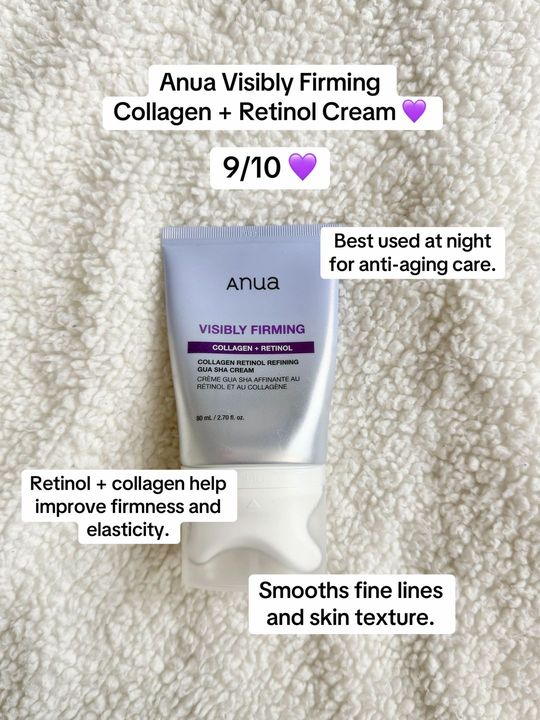 Anua Visibly Firming
Collagen + Retinol Cream 💜
9/10 💜
Best used at night
for anti-aging care.
Anua
VISIBLY FIRMING
COLLAGEN + RETINOL
COLLAGEN RETINOL REFINING
GUA SHA CREAM
CRÈME GUA SHA AFFINANTE AU
RÉTINOL ET AU COLLAGÈNE
80 mL / 2.70 fl. oz.
Retinol + collagen help
improve firmness and
elasticity.
Smooths fine lines
and skin texture.